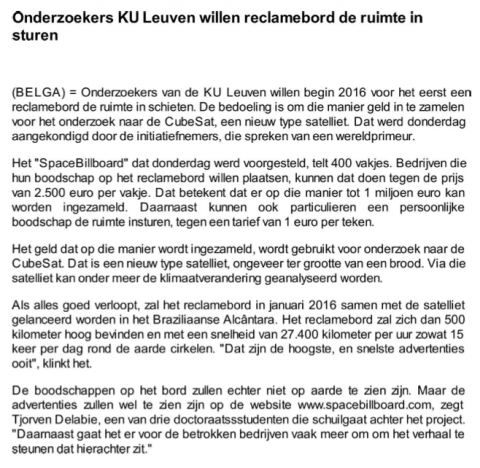 Onderzoekers KU Leuven willen reclamebord de ruimte in
sturen
(BELGA) = Onderzoekers van de KU Leuven willen begin 2016 voor het eerst een
reclamebord de ruimte in schieten. De bedoeling is om die manier geld in te zamelen
voor het onderzoek naar de CubeSat, een nieuw type satelliet. Dat werd donderdag
aangekondigd door de initiatiefnemers, die spreken van een wereldprimeur.
Het "SpaceBillboard" dat donderdag werd voorgesteld, telt 400 vakjes. Bedrijven die
hun boodschap op het reclamebord willen plaatsen, kunnen dat doen tegen de prijs
van 2.500 euro per vakje. Dat betekent dat er op die manier tot 1 miljoen euro kan
worden ingezameld. Daarnaast kunnen ook particulieren een persoonlijke
boodschap de ruimte insturen, tegen een tarief van 1 euro per teken.
Het geld dat op die manier wordt ingezameld, wordt gebruikt voor onderzoek naar de
CubeSat. Dat is een nieuw type satelliet, ongeveer ter grootte van een brood. Via die
satelliet kan onder meer de klimaatverandering geanalyseerd worden.
Als alles goed verloopt, zal het reclamebord in januari 2016 samen met de satelliet
gelanceerd worden in het Braziliaanse Alcântara. Het reclamebord zal zich dan 500
kilometer hoog bevinden en met een snelheid van 27.400 kilometer per uur zowat 15
keer per dag rond de aarde cirkelen. "Dat zijn de hoogste, en snelste advertenties
ooit", klinkt het.
De boodschappen op het bord zullen echter niet op aarde te zien zijn. Maar de
advertenties zullen wel te zien zijn op de website www.spacebillboard.com, zegt
Tjorven Delabie, een van drie doctoraatsstudenten die schuilgaat achter het project.
"Daarnaast gaat het er voor de betrokken bedrijven vaak meer om om het verhaal te
steunen dat hierachter zit."